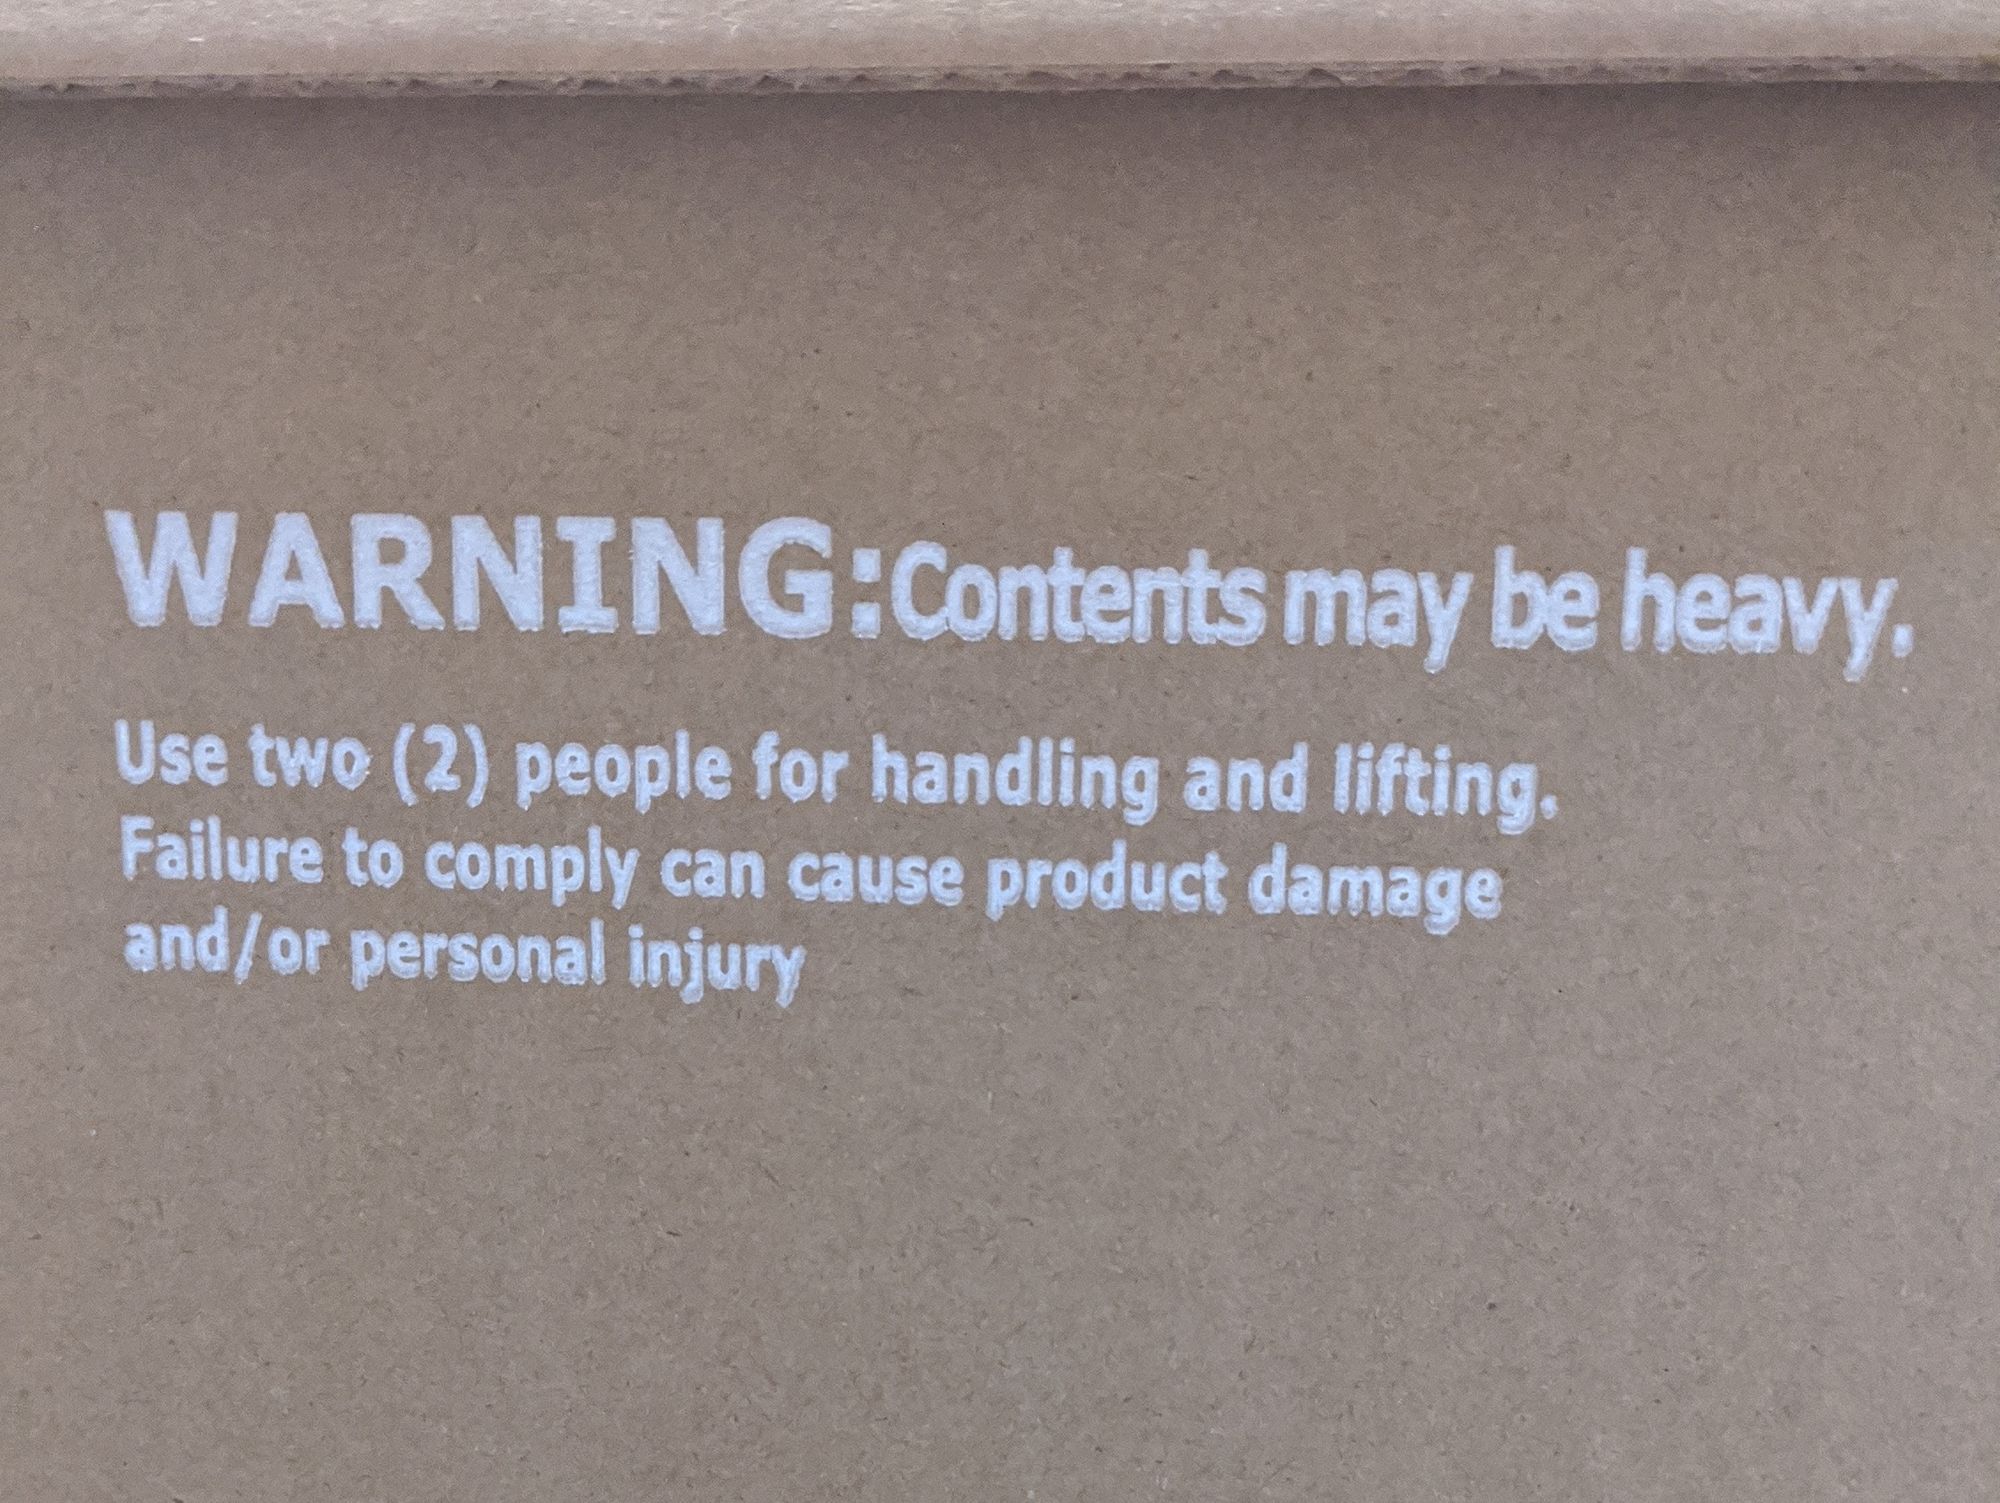 WARNING:Contents may be heavy.
Use two (2) people for handling and lifting.
Failure to comply can cause product damage
and/or personal injury